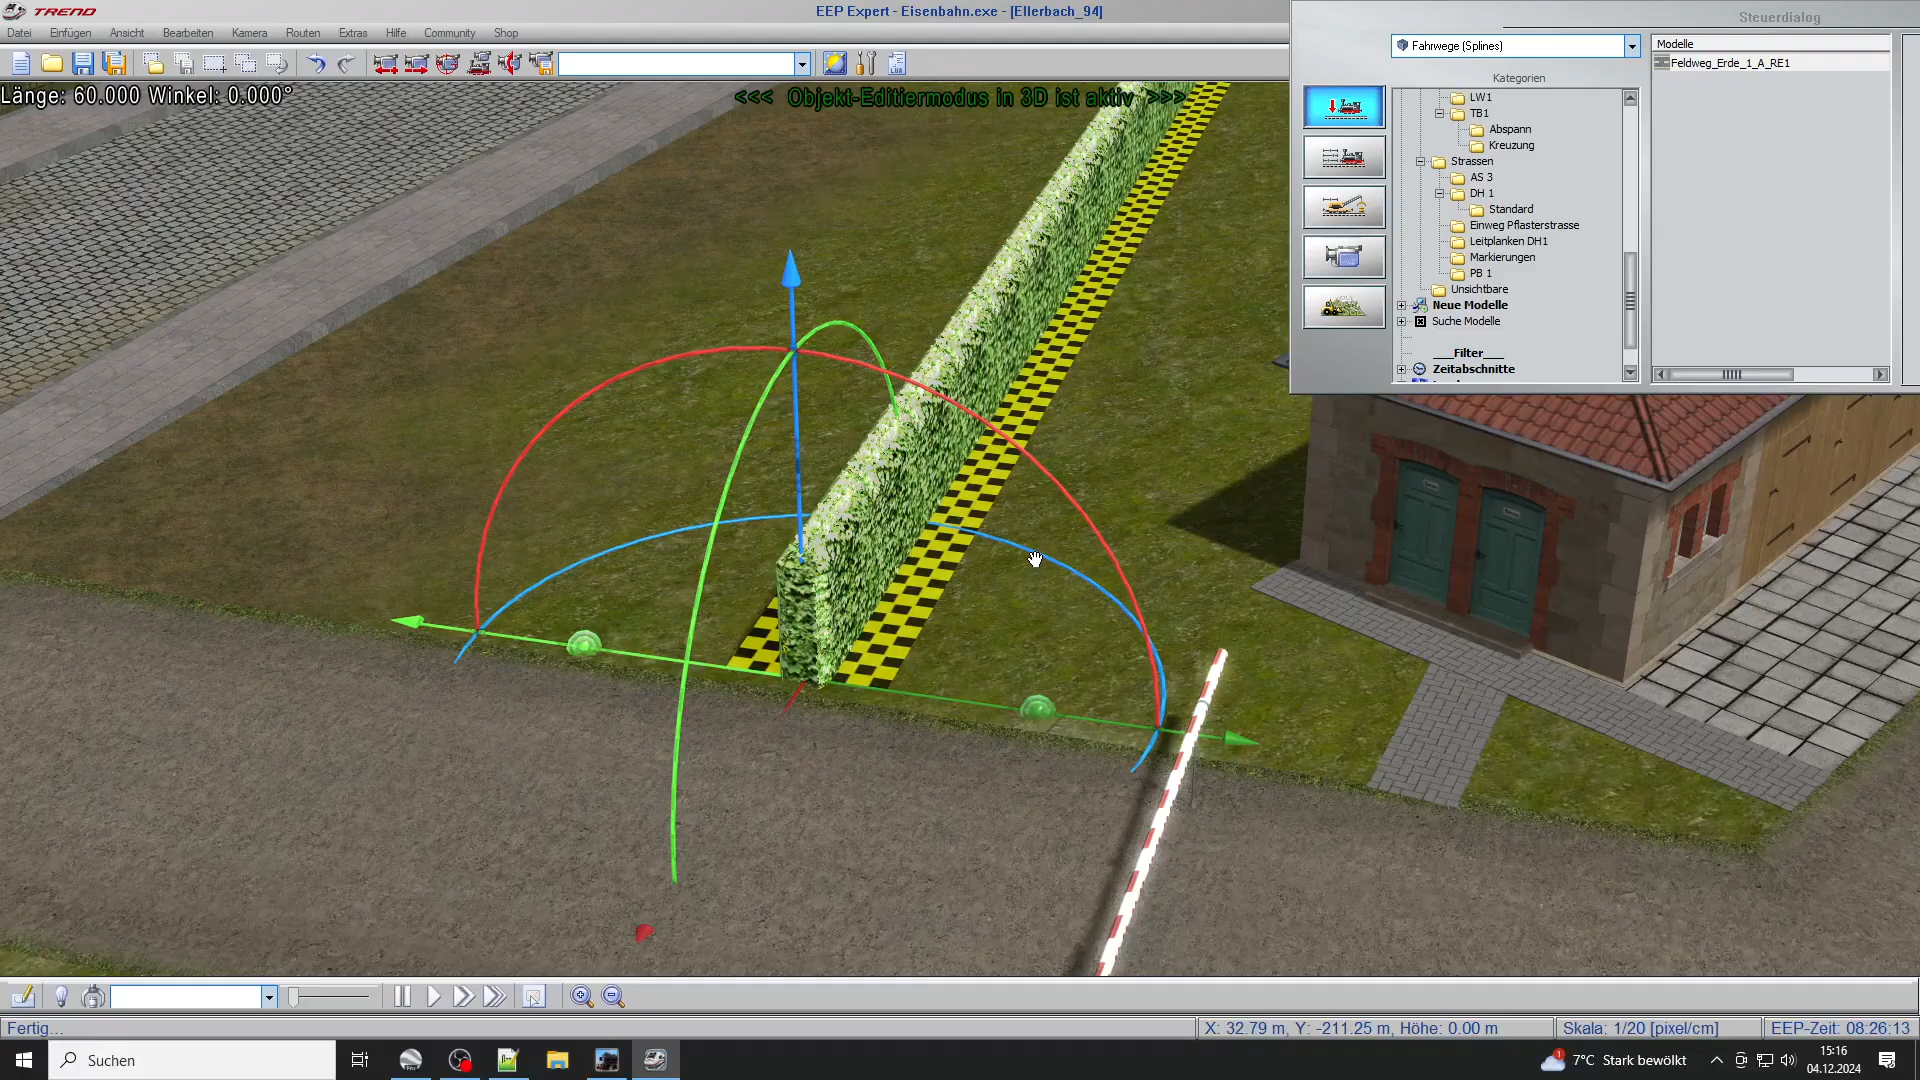 TREND
EEP Expert - Eisenbahn.exe - [Ellerbach_94]
Steuerdialog
Datei Einfügen Ansicht Bearbeiten Kamera Routen Extras Hilfe Community Shop
Fahrwege (Splines)
Modelle
Feldweg_Erde_1_A_RE1
Kategorien
Länge: 60.000 Winkel: 0.000°
<<< Objekt-Editiermodus in 3D ist aktiv >>>
LW1
TB1
Abspann
Kreuzung
Strassen
AS 3
DH 1
Standard
Einweg Pflasterstrasse
Leitplanken DH1
Markierungen
PB 1
Unsichtbare
Neue Modelle
Suche Modelle
___Filter___
Zeitabschnitte
Fertig...
X: 32.79 m, Y: -211.25 m, Höhe: 0.00 m
Skala: 1/20 [pixel/cm]
EEP-Zeit: 08:26:13
Suchen
1
7°C Stark bewölkt
15:16
04.12.2024